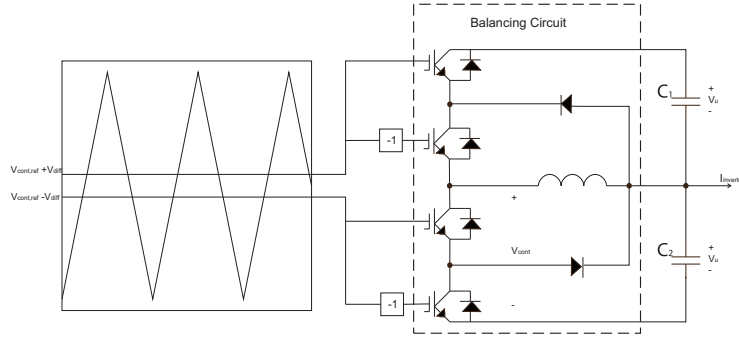 Balancing Circuit
C1
+
Vu
-
-1
Vcont,ref +Vdiff
Vcont,ref -Vdiff
+
Iinvert
Vcont
C2
+
Vu
-
-1
-